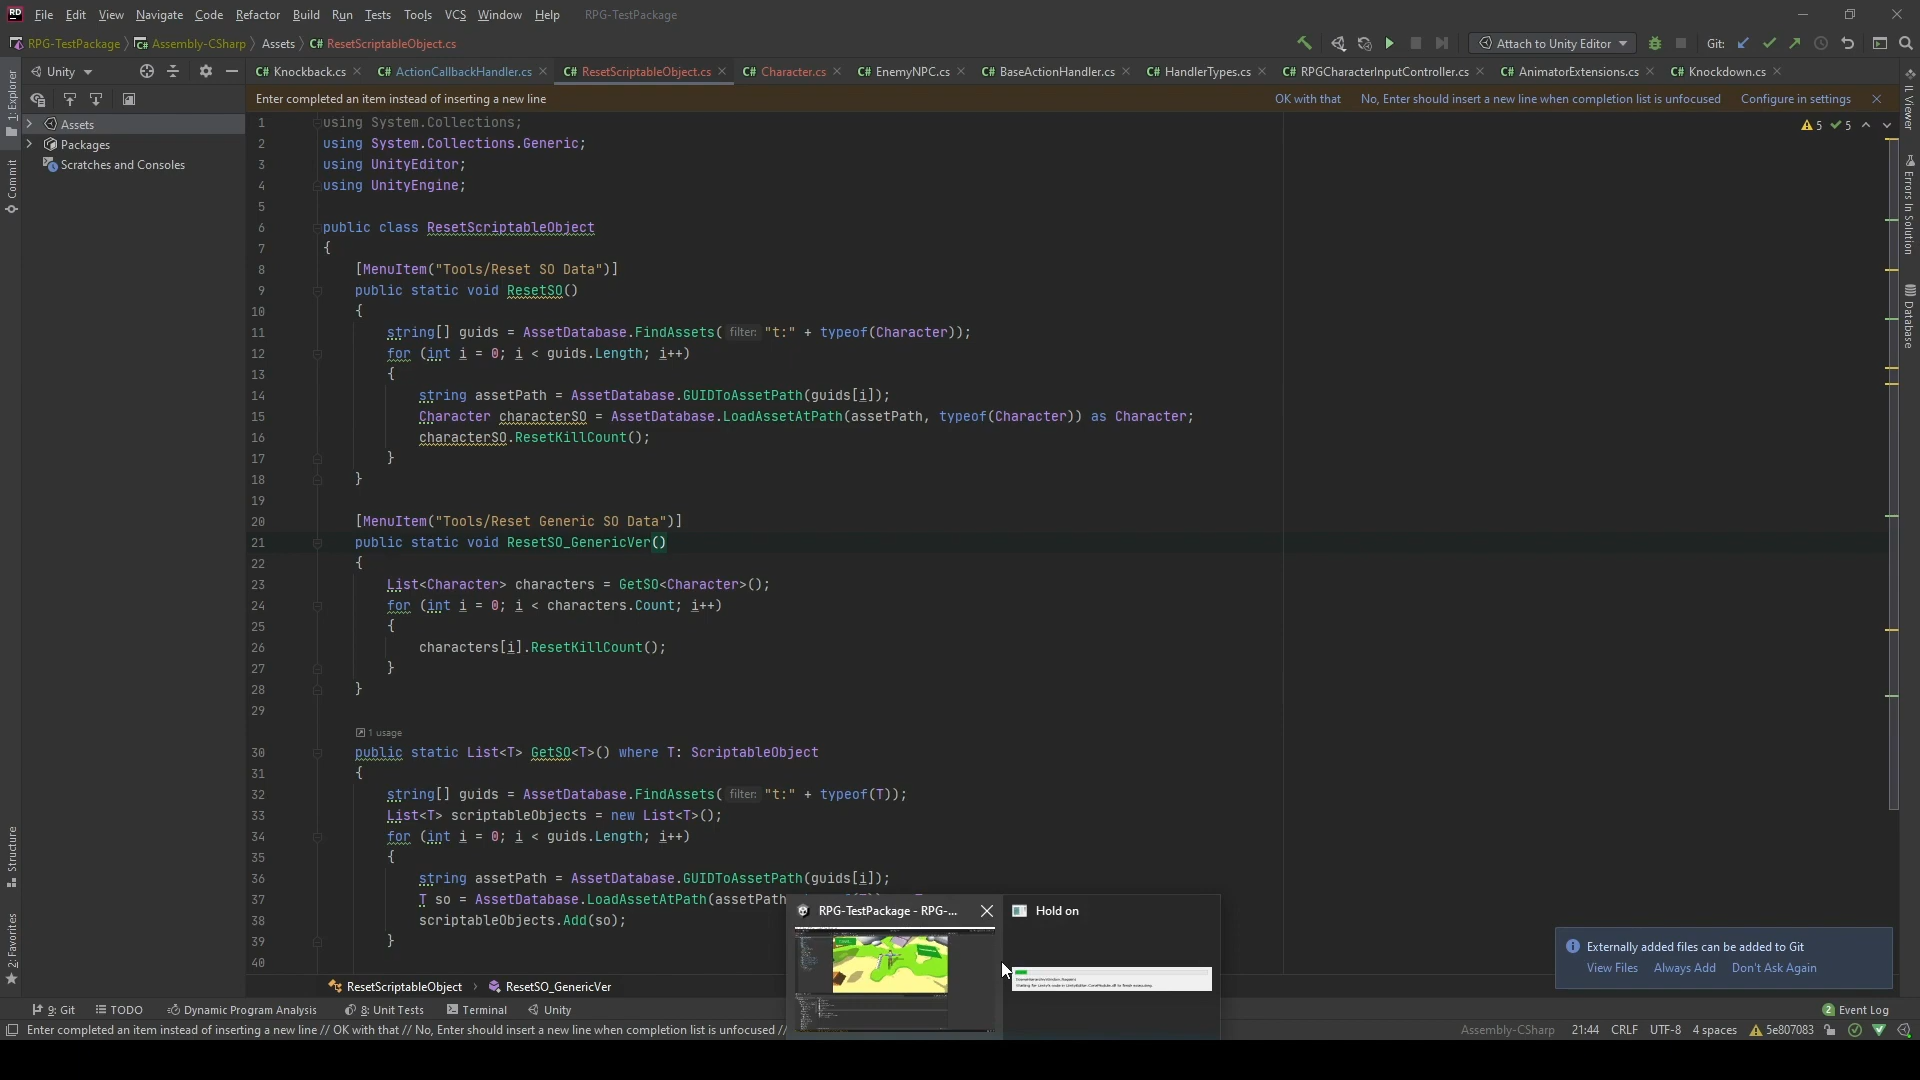 File Edit View Navigate Code Refactor Build Run Tests Tools VCS Window Help RPG-TestPackage
RPG-TestPackage Assembly-CSharp Assets C# ResetScriptableObject.cs Attach to Unity Editor Git:
Unity
C# Knockback.cs C# ActionCallbackHandler.cs C# ResetScriptableObject.cs C# Character.cs C# EnemyNPC.cs C# BaseActionHandler.cs C# HandlerTypes.cs C# RPGCharacterInputController.cs C# AnimatorExtensions.cs C# Knockdown.cs
Enter completed an item instead of inserting a new line OK with that No, Enter should insert a new line when completion list is unfocused Configure in settings
Assets
Packages
Scratches and Consoles
1: Explorer
Commit
Structure
2: Favorites
IL Viewer
Errors In Solution
Database
5 5
1 using System.Collections;
2 using System.Collections.Generic;
3 using UnityEditor;
4 using UnityEngine;
5
6 public class ResetScriptableObject
7 {
8 [MenuItem("Tools/Reset SO Data")]
9 public static void ResetSO()
10 {
11 string[] guids = AssetDatabase.FindAssets( filter: "t:" + typeof(Character));
12 for (int i = 0; i < guids.Length; i++)
13 {
14 string assetPath = AssetDatabase.GUIDToAssetPath(guids[i]);
15 Character characterSO = AssetDatabase.LoadAssetAtPath(assetPath, typeof(Character)) as Character;
16 characterSO.ResetKillCount();
17 }
18 }
19
20 [MenuItem("Tools/Reset Generic SO Data")]
21 public static void ResetSO_GenericVer()
22 {
23 List<Character> characters = GetSO<Character>();
24 for (int i = 0; i < characters.Count; i++)
25 {
26 characters[i].ResetKillCount();
27 }
28 }
29
1 usage
30 public static List<T> GetSO<T>() where T: ScriptableObject
31 {
32 string[] guids = AssetDatabase.FindAssets( filter: "t:" + typeof(T));
33 List<T> scriptableObjects = new List<T>();
34 for (int i = 0; i < guids.Length; i++)
35 {
36 string assetPath = AssetDatabase.GUIDToAssetPath(guids[i]);
37 T so = AssetDatabase.LoadAssetAtPath(assetPath
38 scriptableObjects.Add(so);
39 }
40
RPG-TestPackage - RPG-... Hold on
Externally added files can be added to Git
View Files Always Add Don't Ask Again
ResetScriptableObject ResetSO_GenericVer
9: Git TODO Dynamic Program Analysis 8: Unit Tests Terminal Unity 2 Event Log
Enter completed an item instead of inserting a new line // OK with that // No, Enter should insert a new line when completion list is unfocused // Assembly-CSharp 21:44 CRLF UTF-8 4 spaces 5e807083